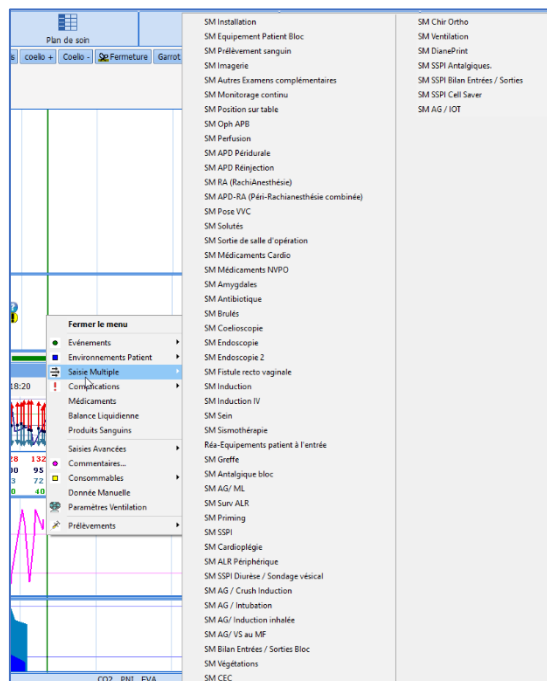 Plan de soin
coelio +
Coelio -
Fermeture
Garrot
18:20
28 132
95
72
40
CO2 PNI FVA
Fermer le menu
Evénements
Environnements Patient
Saisie Multiple
Complications
Médicaments
Balance Liquidienne
Produits Sanguins
Saisies Avancées
Commentaires...
Consommables
Donnée Manuelle
Paramètres Ventilation
Prélèvements
SM Installation
SM Equipement Patient Bloc
SM Prélèvement sanguin
SM Imagerie
SM Autres Examens complémentaires
SM Monitorage continu
SM Position sur table
SM Oph APB
SM Perfusion
SM APD Péridurale
SM APD Réinjection
SM RA (RachiAnesthésie)
SM APD-RA (Péri-Rachianesthésie combinée)
SM Pose VVC
SM Solutés
SM Sortie de salle d'opération
SM Médicaments Cardio
SM Médicaments NVPO
SM Amygdales
SM Antibiotique
SM Brulés
SM Coelioscopie
SM Endoscopie
SM Endoscopie 2
SM Fistule recto vaginale
SM Induction
SM Induction IV
SM Sein
SM Sismothérapie
Réa-Equipements patient à l'entrée
SM Greffe
SM Antalgique bloc
SM AG/ ML
SM Surv ALR
SM Priming
SM SSPI
SM Cardioplégie
SM ALR Périphérique
SM SSPI Diurèse / Sondage vésical
SM AG / Crush Induction
SM AG / Intubation
SM AG/ Induction inhalée
SM AG/ VS au MF
SM Bilan Entrées / Sorties Bloc
SM Végétations
SM CEC
SM Chir Ortho
SM Ventilation
SM DianePrint
SM SSPI Antalgiques.
SM SSPI Bilan Entrées / Sorties
SM SSPI Cell Saver
SM AG / IOT